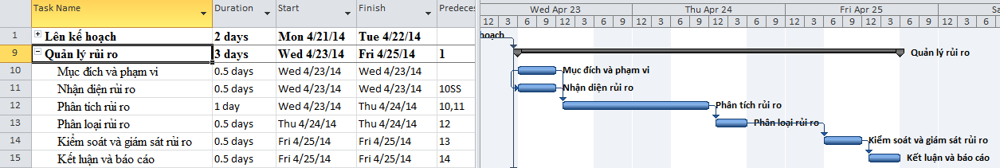 Task Name Duration Start Finish Predeces
Wed Apr 23 Thu Apr 24 Fri Apr 25 Sa
12 3 6 9 12 3 6 9 12 3 6 9 12 3 6 9 12 3 6 9 12 3 6 9 12 3 6 9
1 Lên kế hoạch 2 days Mon 4/21/14 Tue 4/22/14 hoạch
9 Quản lý rủi ro 3 days Wed 4/23/14 Fri 4/25/14 1 Quản lý rủi ro
10 Mục đích và phạm vi 0.5 days Wed 4/23/14 Wed 4/23/14 Mục đích và phạm vi
11 Nhận diện rủi ro 0.5 days Wed 4/23/14 Wed 4/23/14 10SS Nhận diện rủi ro
12 Phân tích rủi ro 1 day Wed 4/23/14 Thu 4/24/14 10,11 Phân tích rủi ro
13 Phân loại rủi ro 0.5 days Thu 4/24/14 Thu 4/24/14 12 Phân loại rủi ro
14 Kiểm soát và giám sát rủi ro 0.5 days Fri 4/25/14 Fri 4/25/14 13 Kiểm soát và giám sát rủi ro
15 Kết luận và báo cáo 0.5 days Fri 4/25/14 Fri 4/25/14 14 Kết luận và báo cáo